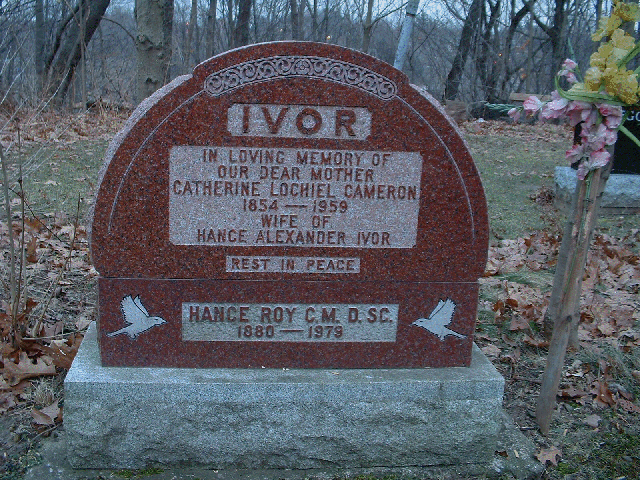 IVOR
IN LOVING MEMORY OF
OUR DEAR MOTHER
CATHERINE LOCHIEL CAMERON
1854 — 1959
WIFE OF
HANCE ALEXANDER IVOR
REST IN PEACE
HANCE ROY C.M. D. SC.
1880 — 1979